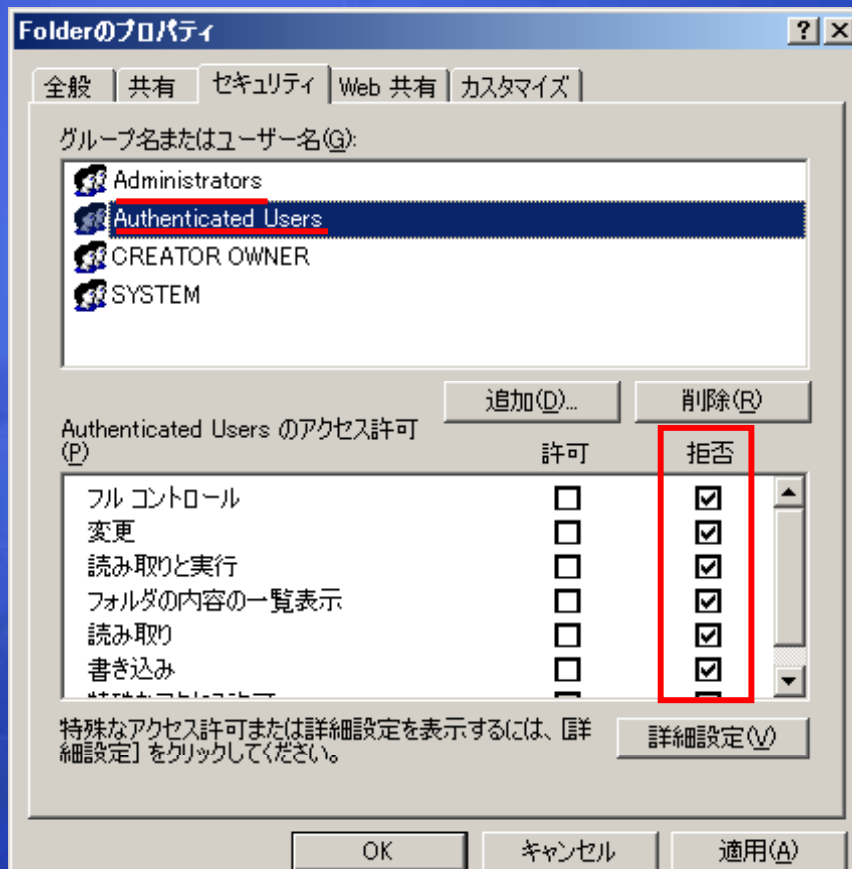 Folderのプロパティ
全般 共有 セキュリティ Web 共有 カスタマイズ
グループ名またはユーザー名(G):
Administrators
Authenticated Users
CREATOR OWNER
SYSTEM
追加(D)... 削除(R)
Authenticated Users のアクセス許可
(P) 許可 拒否
フル コントロール
変更
読み取りと実行
フォルダの内容の一覧表示
読み取り
書き込み
特殊なアクセス許可または詳細設定を表示するには、[詳
細設定] をクリックしてください。
詳細設定(V)
OK キャンセル 適用(A)